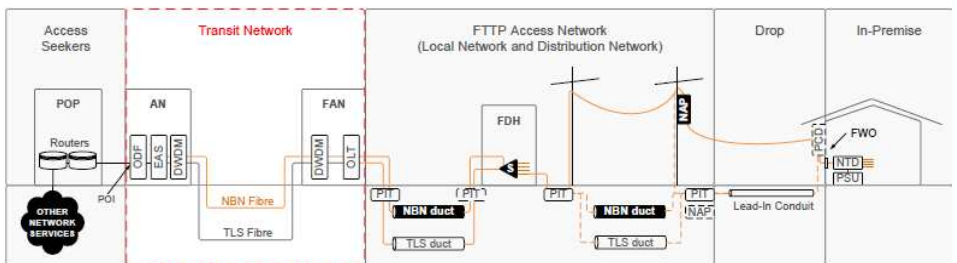 Access
Seekers
Transit Network
FTTP Access Network
(Local Network and Distribution Network)
Drop
In-Premise
POP
AN
FAN
FDH
NAP
PCD
FWO
Routers
ODF
EAS
DWDM
DWDM
OLT
S
NTD
PSU
POI
PIT
PIT
PIT
PIT
NBN Fibre
NBN duct
NBN duct
NAP
Lead-In Conduit
OTHER
NETWORK
SERVICES
TLS Fibre
TLS duct
TLS duct